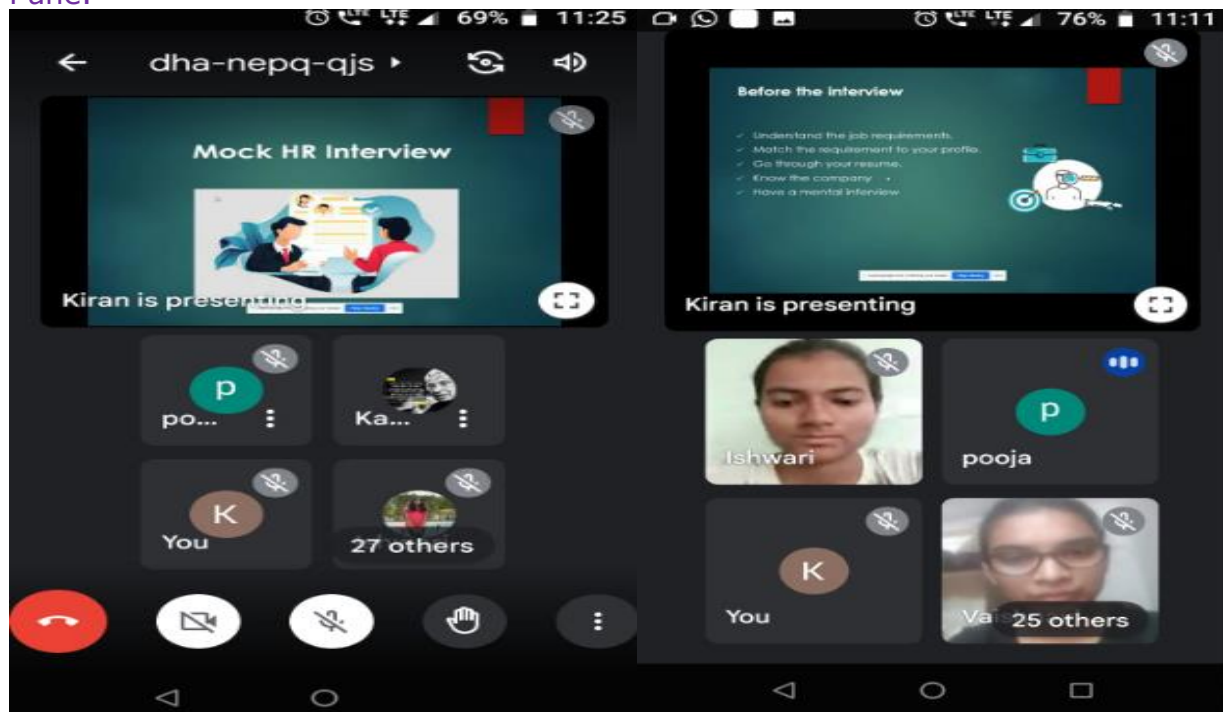 69% 11:25
dha-nepq-qjs
Mock HR Interview
Kiran is presenting
P
po...
Ka...
K
You
27 others
76% 11:11
Before the interview
Understand the job requirements.
Match the requirement to your profile.
Go through your resume.
Know the company
Have a mental interview
Kiran is presenting
Ishwari
P
pooja
K
You
25 others